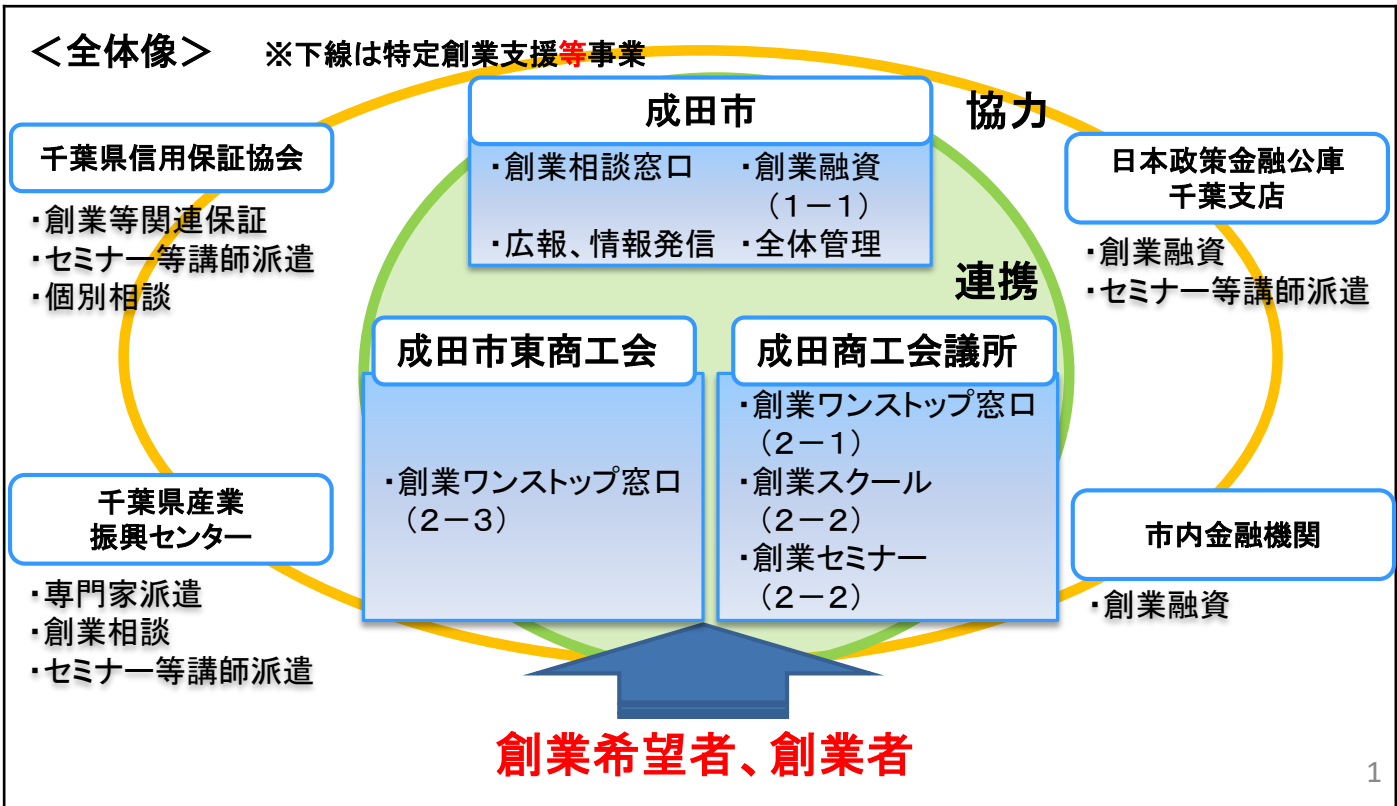 ＜全体像＞　※下線は特定創業支援等事業
成田市
・創業相談窓口　・創業融資
（１－１）
・広報、情報発信　・全体管理
協力
連携
千葉県信用保証協会
・創業等関連保証
・セミナー等講師派遣
・個別相談
日本政策金融公庫
千葉支店
・創業融資
・セミナー等講師派遣
成田市東商工会
・創業ワンストップ窓口
（２－３）
成田商工会議所
・創業ワンストップ窓口
（２－１）
・創業スクール
（２－２）
・創業セミナー
（２－２）
千葉県産業
振興センター
・専門家派遣
・創業相談
・セミナー等講師派遣
市内金融機関
・創業融資
創業希望者、創業者
1